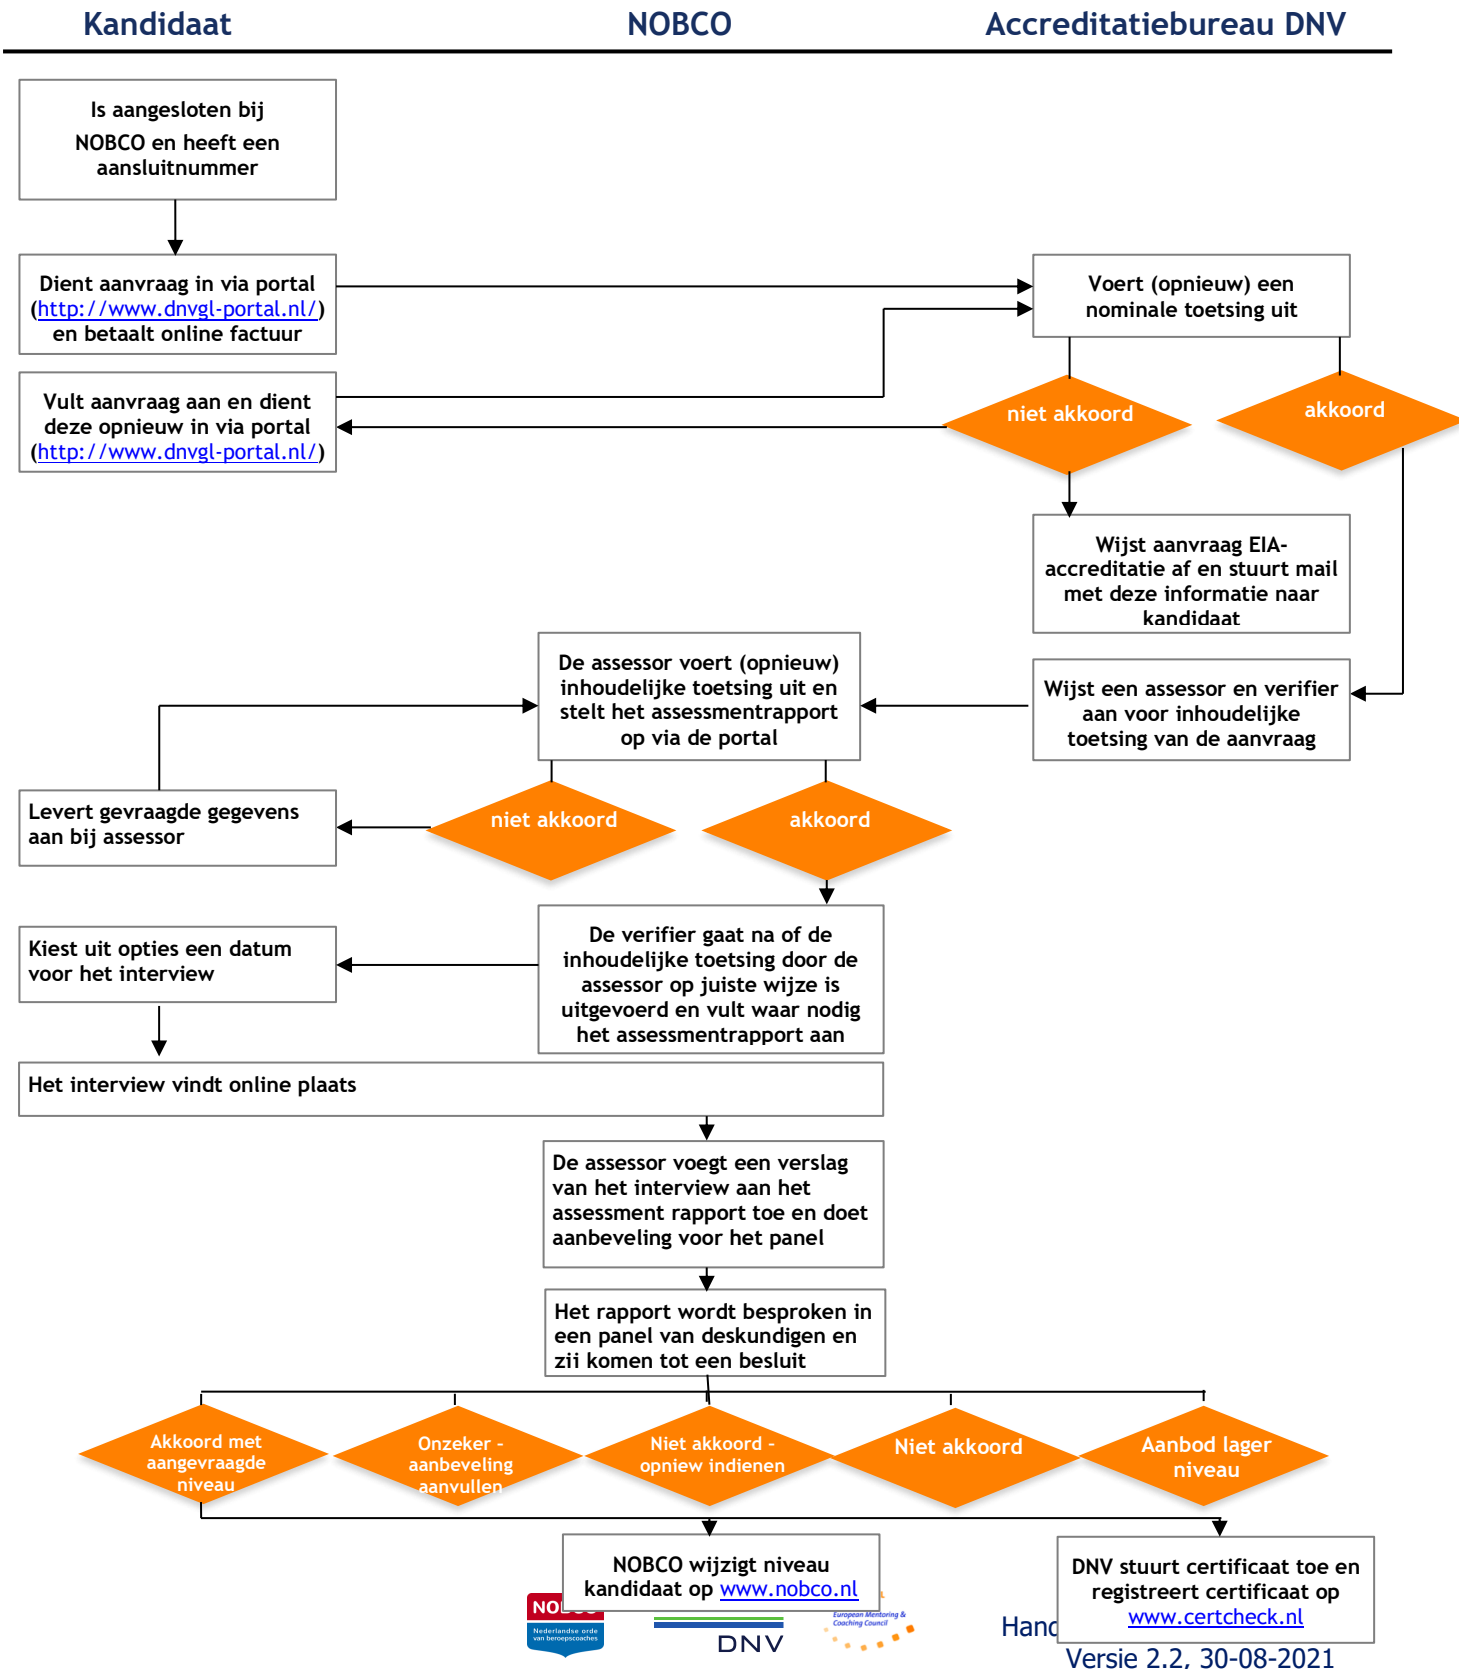 Kandidaat NOBCO Accreditatiebureau DNV
Is aangesloten bij
NOBCO en heeft een
aansluitnummer
Dient aanvraag in via portal
(http://www.dnvgl-portal.nl/)
en betaalt online factuur
Voert (opnieuw) een
nominale toetsing uit
Vult aanvraag aan en dient
deze opnieuw in via portal
(http://www.dnvgl-portal.nl/)
niet akkoord
akkoord
Wijst aanvraag EIA-
accreditatie af en stuurt mail
met deze informatie naar
kandidaat
De assessor voert (opnieuw)
inhoudelijke toetsing uit en
stelt het assessmentrapport
op via de portal
Wijst een assessor en verifier
aan voor inhoudelijke
toetsing van de aanvraag
Levert gevraagde gegevens
aan bij assessor
niet akkoord
akkoord
Kiest uit opties een datum
voor het interview
De verifier gaat na of de
inhoudelijke toetsing door de
assessor op juiste wijze is
uitgevoerd en vult waar nodig
het assessmentrapport aan
Het interview vindt online plaats
De assessor voegt een verslag
van het interview aan het
assessment rapport toe en doet
aanbeveling voor het panel
Het rapport wordt besproken in
een panel van deskundigen en
zij komen tot een besluit
Akkoord met
aangevraagde
niveau
Onzeker -
aanbeveling
aanvullen
Niet akkoord -
opniew indienen
Niet akkoord
Aanbod lager
niveau
NOBCO wijzigt niveau
kandidaat op www.nobco.nl
DNV stuurt certificaat toe en
registreert certificaat op
www.certcheck.nl
NOBCO
Nederlandse orde
van beroepscoaches
DNV
European Mentoring &
Coaching Council
Hand
Versie 2.2, 30-08-2021